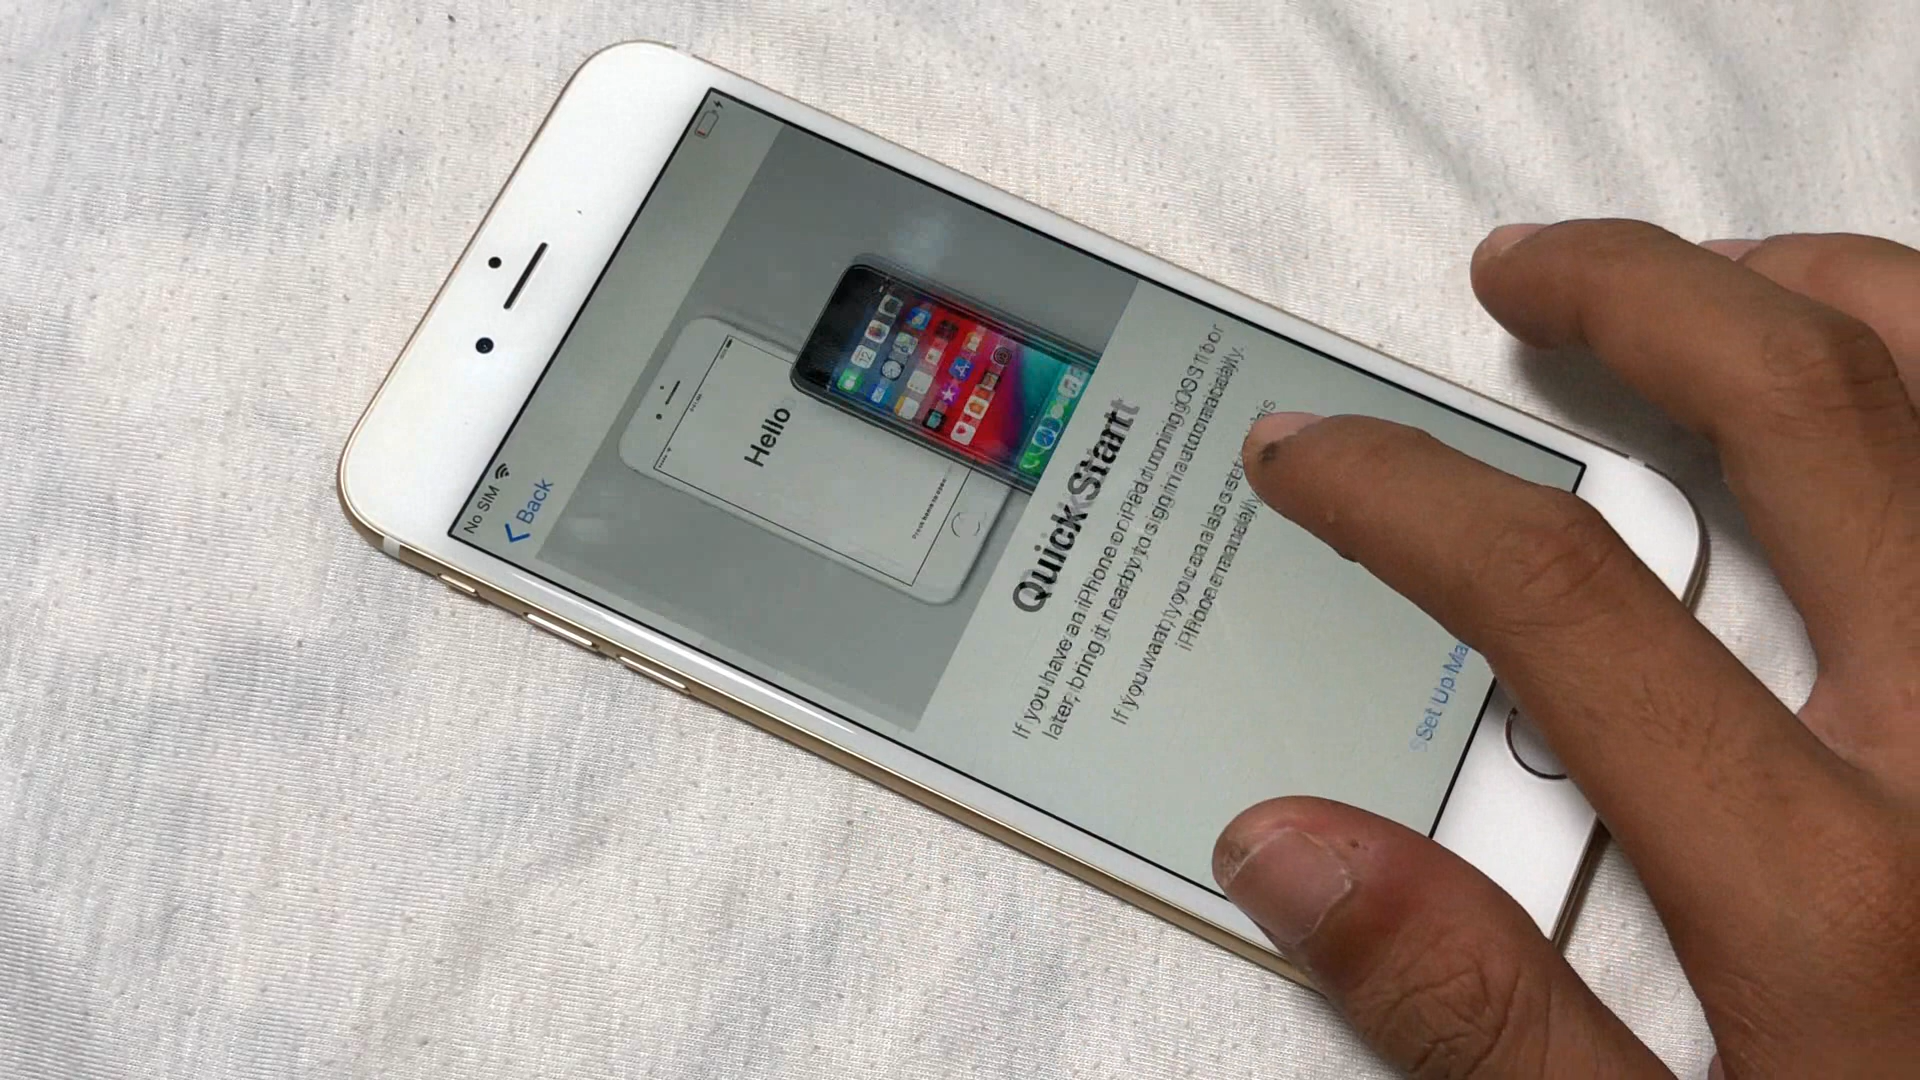 No SIM
Back
Hello
Quick Start
If you have an iPhone or iPad running iOS 11 or
later, bring it nearby to sign in automatically.
If you want, you can also set
iPhone manually
Set Up Ma